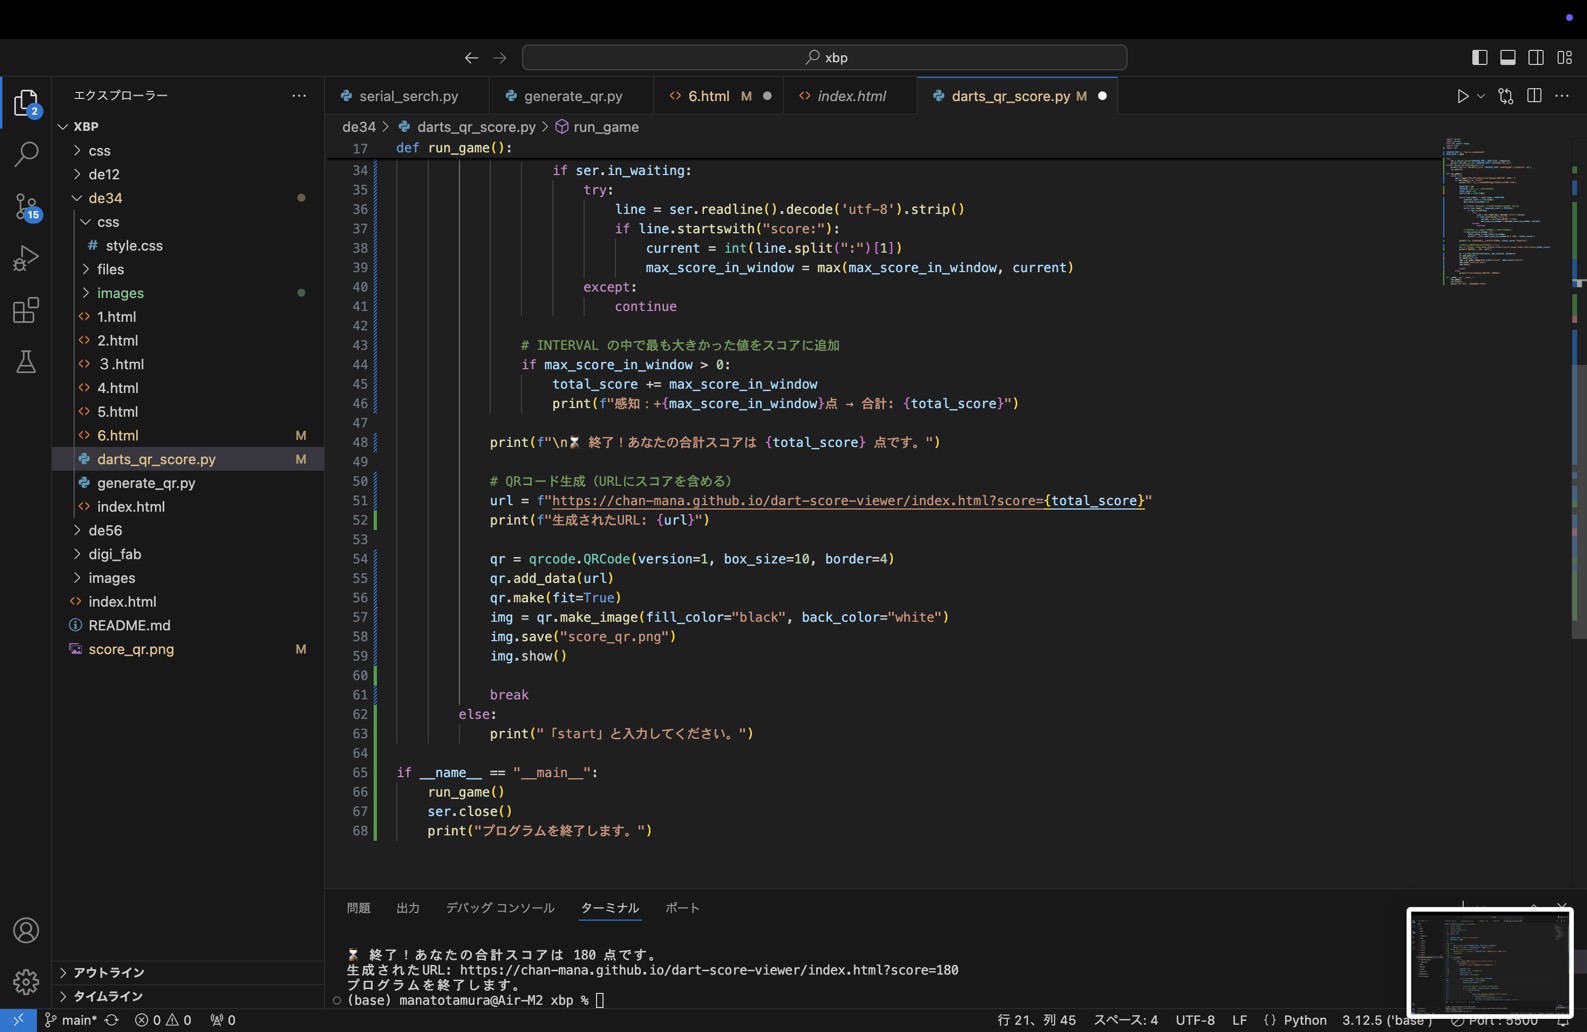 xbp
エクスプローラー
serial_serch.py
generate_qr.py
6.html M
index.html
darts_qr_score.py M
de34 > darts_qr_score.py > run_game
XBP
css
de12
de34
css
style.css
files
images
1.html
2.html
３.html
4.html
5.html
6.html M
darts_qr_score.py M
generate_qr.py
index.html
de56
digi_fab
images
index.html
README.md
score_qr.png M
アウトライン
タイムライン
2
15
17 def run_game():
34 if ser.in_waiting:
35 try:
36 line = ser.readline().decode('utf-8').strip()
37 if line.startswith("score:"):
38 current = int(line.split(":")[1])
39 max_score_in_window = max(max_score_in_window, current)
40 except:
41 continue
42
43 # INTERVAL の中で最も大きかった値をスコアに追加
44 if max_score_in_window > 0:
45 total_score += max_score_in_window
46 print(f"感知：+{max_score_in_window}点 → 合計: {total_score}")
47
48 print(f"\n⌛ 終了！あなたの合計スコアは {total_score} 点です。")
49
50 # QRコード生成（URLにスコアを含める）
51 url = f"https://chan-mana.github.io/dart-score-viewer/index.html?score={total_score}"
52 print(f"生成されたURL: {url}")
53
54 qr = qrcode.QRCode(version=1, box_size=10, border=4)
55 qr.add_data(url)
56 qr.make(fit=True)
57 img = qr.make_image(fill_color="black", back_color="white")
58 img.save("score_qr.png")
59 img.show()
60
61 break
62 else:
63 print("「start」と入力してください。")
64
65 if __name__ == "__main__":
66 run_game()
67 ser.close()
68 print("プログラムを終了します。")
問題 出力 デバッグ コンソール ターミナル ポート
⌛ 終了！あなたの合計スコアは 180 点です。
生成されたURL: https://chan-mana.github.io/dart-score-viewer/index.html?score=180
プログラムを終了します。
(base) manatotamura@Air-M2 xbp %
main* 0 0 0 行 21、列 45 スペース: 4 UTF-8 LF {} Python 3.12.5 ('base') Port : 5500